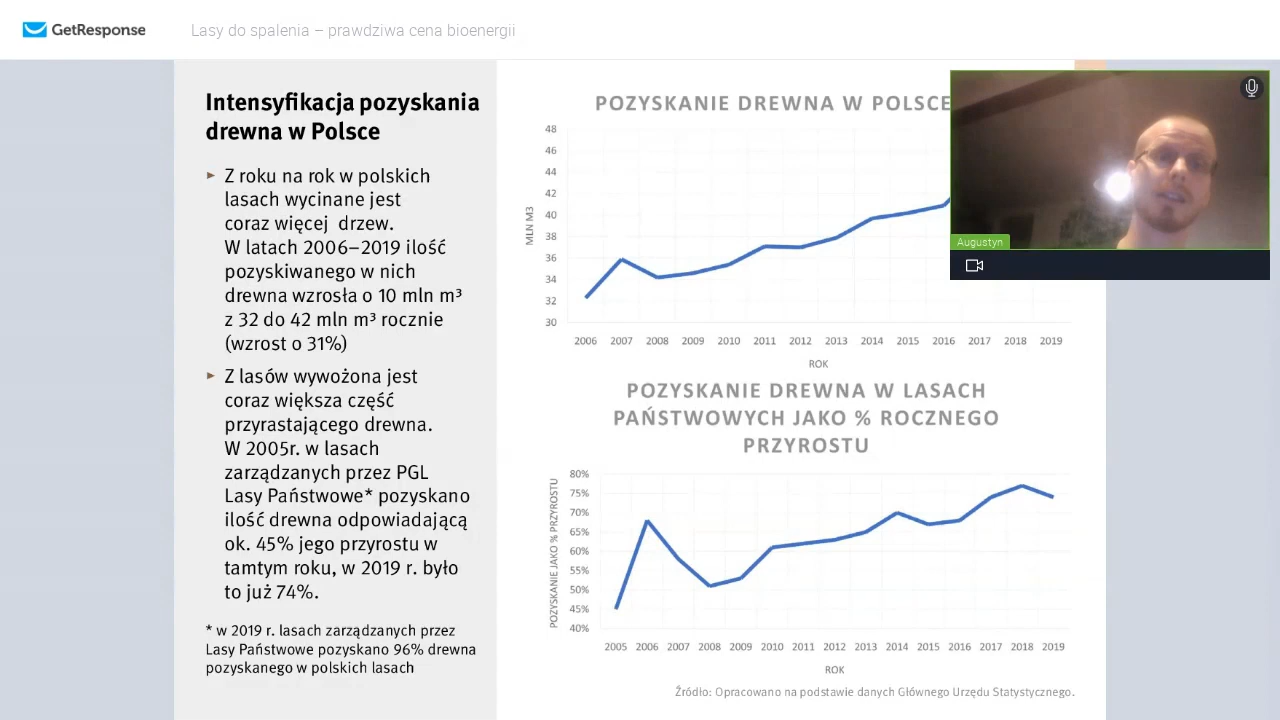 GetResponse
Lasy do spalenia – prawdziwa cena bioenergii
Intensyfikacja pozyskania
drewna w Polsce
► Z roku na rok w polskich
lasach wycinane jest
coraz więcej drzew.
W latach 2006–2019 ilość
pozyskiwanego w nich
drewna wzrosła o 10 mln m³
z 32 do 42 mln m³ rocznie
(wzrost o 31%)
► Z lasów wywożona jest
coraz większa część
przyrastającego drewna.
W 2005r. w lasach
zarządzanych przez PGL
Lasy Państwowe* pozyskano
ilość drewna odpowiadającą
ok. 45% jego przyrostu w
tamtym roku, w 2019 r. było
to już 74%.
* w 2019 r. lasach zarządzanych przez
Lasy Państwowe pozyskano 96% drewna
pozyskanego w polskich lasach
POZYSKANIE DREWNA W POLSCE
MLN M3
48
46
44
42
40
38
36
34
32
30
2006 2007 2008 2009 2010 2011 2012 2013 2014 2015 2016 2017 2018 2019
ROK
Augustyn
POZYSKANIE DREWNA W LASACH
PAŃSTWOWYCH JAKO % ROCZNEGO
PRZYROSTU
POZYSKANIE JAKO % PRZYROSTU
80%
75%
70%
65%
60%
55%
50%
45%
40%
2005 2006 2007 2008 2009 2010 2011 2012 2013 2014 2015 2016 2017 2018 2019
ROK
Źródło: Opracowano na podstawie danych Głównego Urzędu Statystycznego.